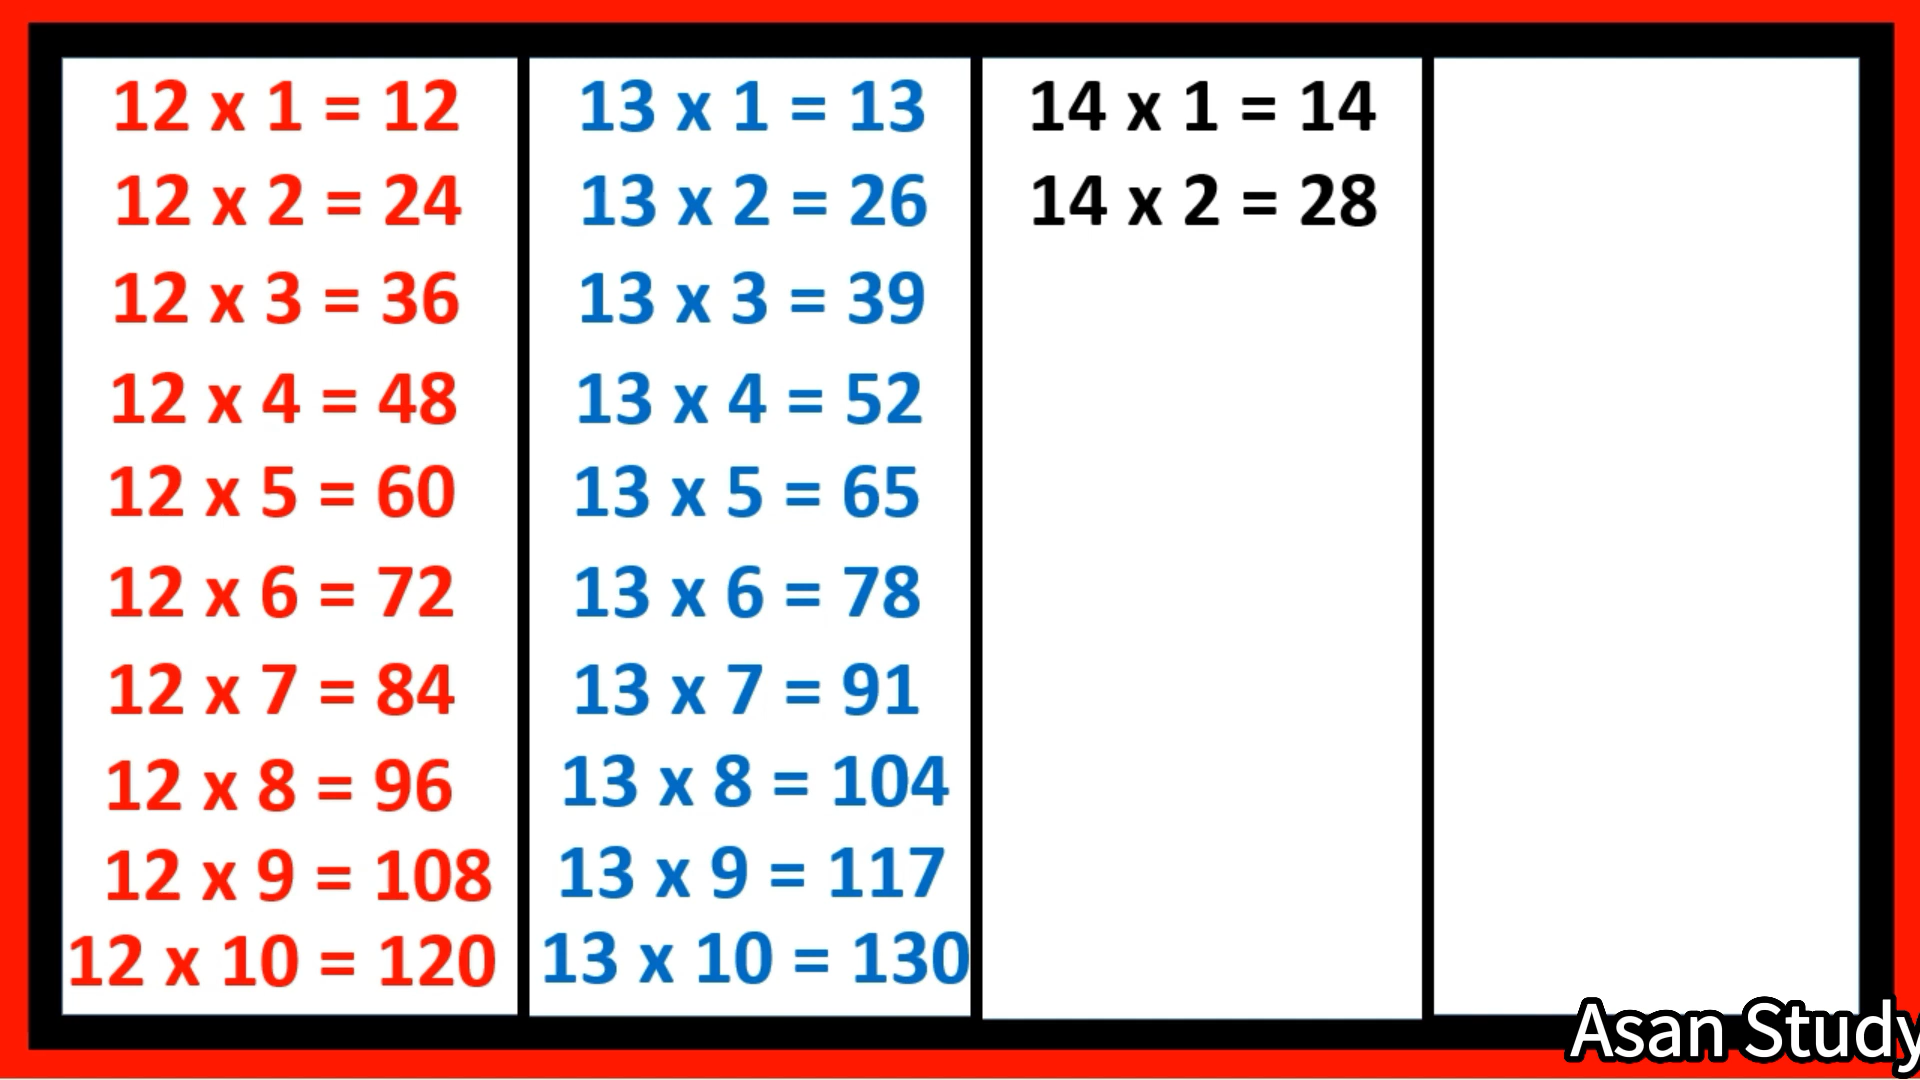 12 x 1 = 12
12 x 2 = 24
12 x 3 = 36
12 x 4 = 48
12 x 5 = 60
12 x 6 = 72
12 x 7 = 84
12 x 8 = 96
12 x 9 = 108
12 x 10 = 120
13 x 1 = 13
13 x 2 = 26
13 x 3 = 39
13 x 4 = 52
13 x 5 = 65
13 x 6 = 78
13 x 7 = 91
13 x 8 = 104
13 x 9 = 117
13 x 10 = 130
14 x 1 = 14
14 x 2 = 28
Asan Study